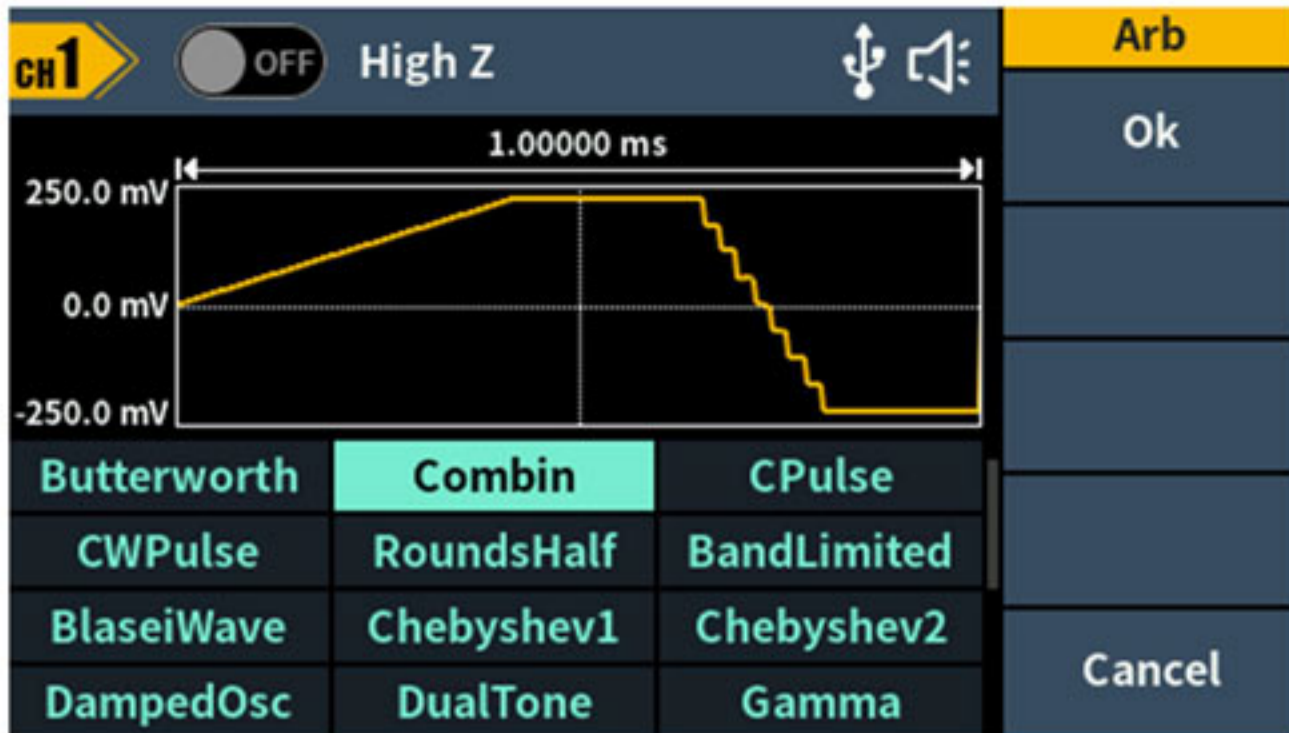 CH1 OFF High Z Arb
Ok
1.00000 ms
250.0 mV
0.0 mV
-250.0 mV
Butterworth Combin CPulse
CWPulse RoundsHalf BandLimited
BlaseiWave Chebyshev1 Chebyshev2
Cancel
DampedOsc DualTone Gamma